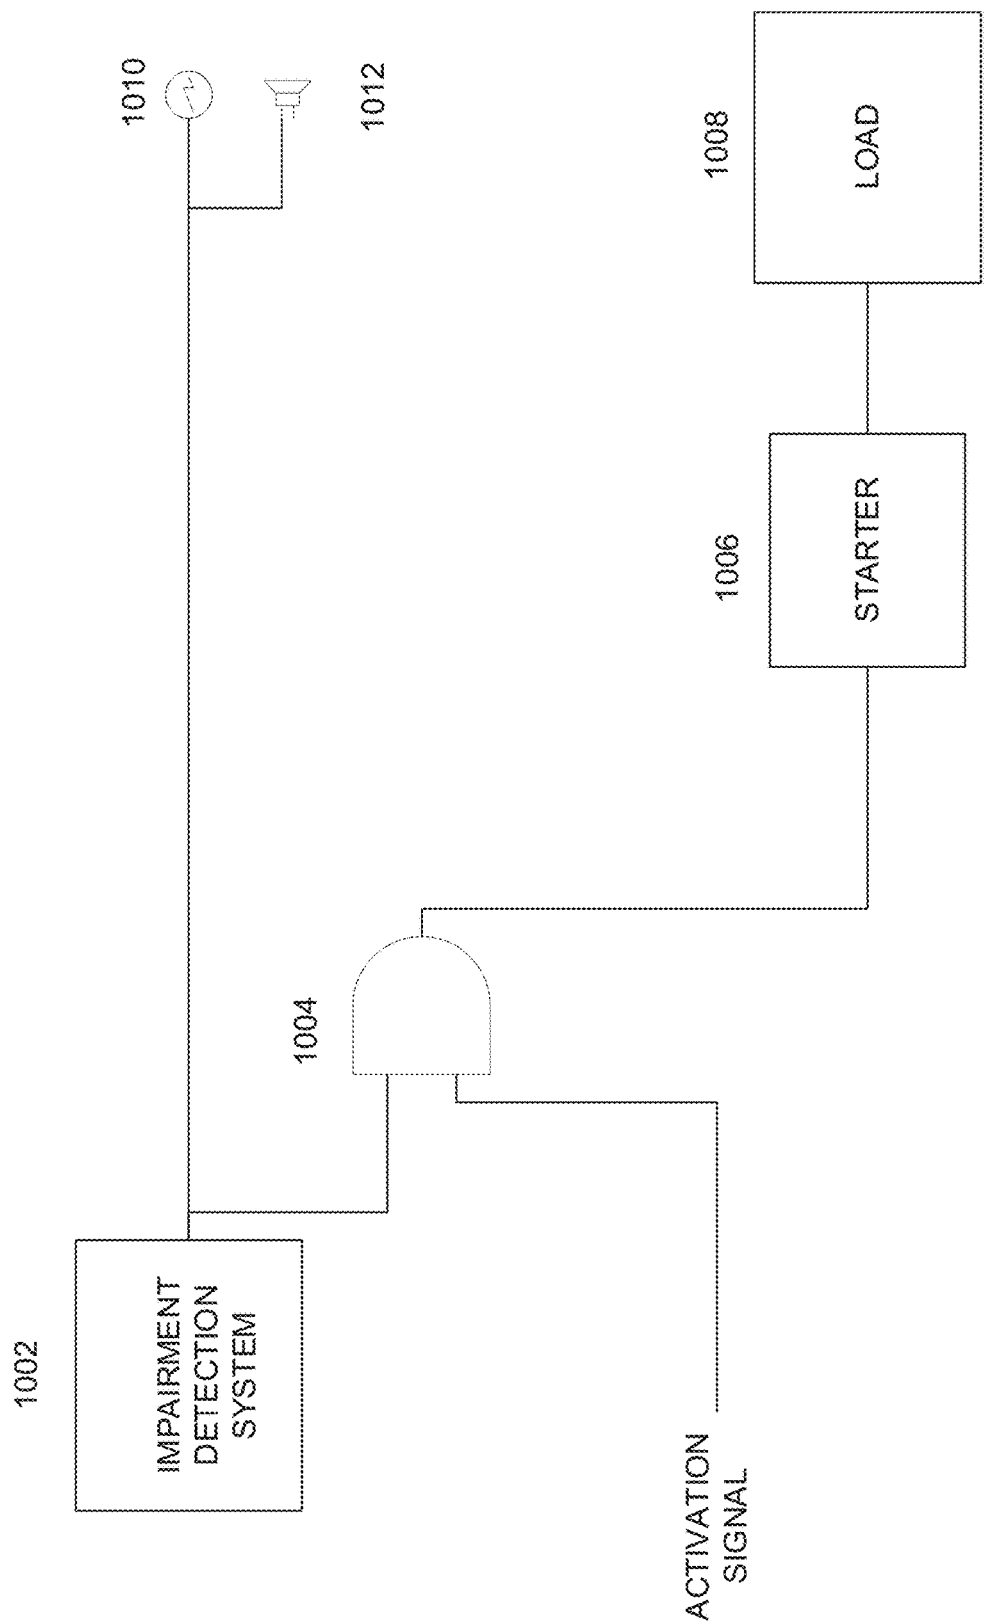 1002
IMPAIRMENT
DETECTION
SYSTEM
1010
1012
1004
ACTIVATION
SIGNAL
1006
STARTER
1008
LOAD